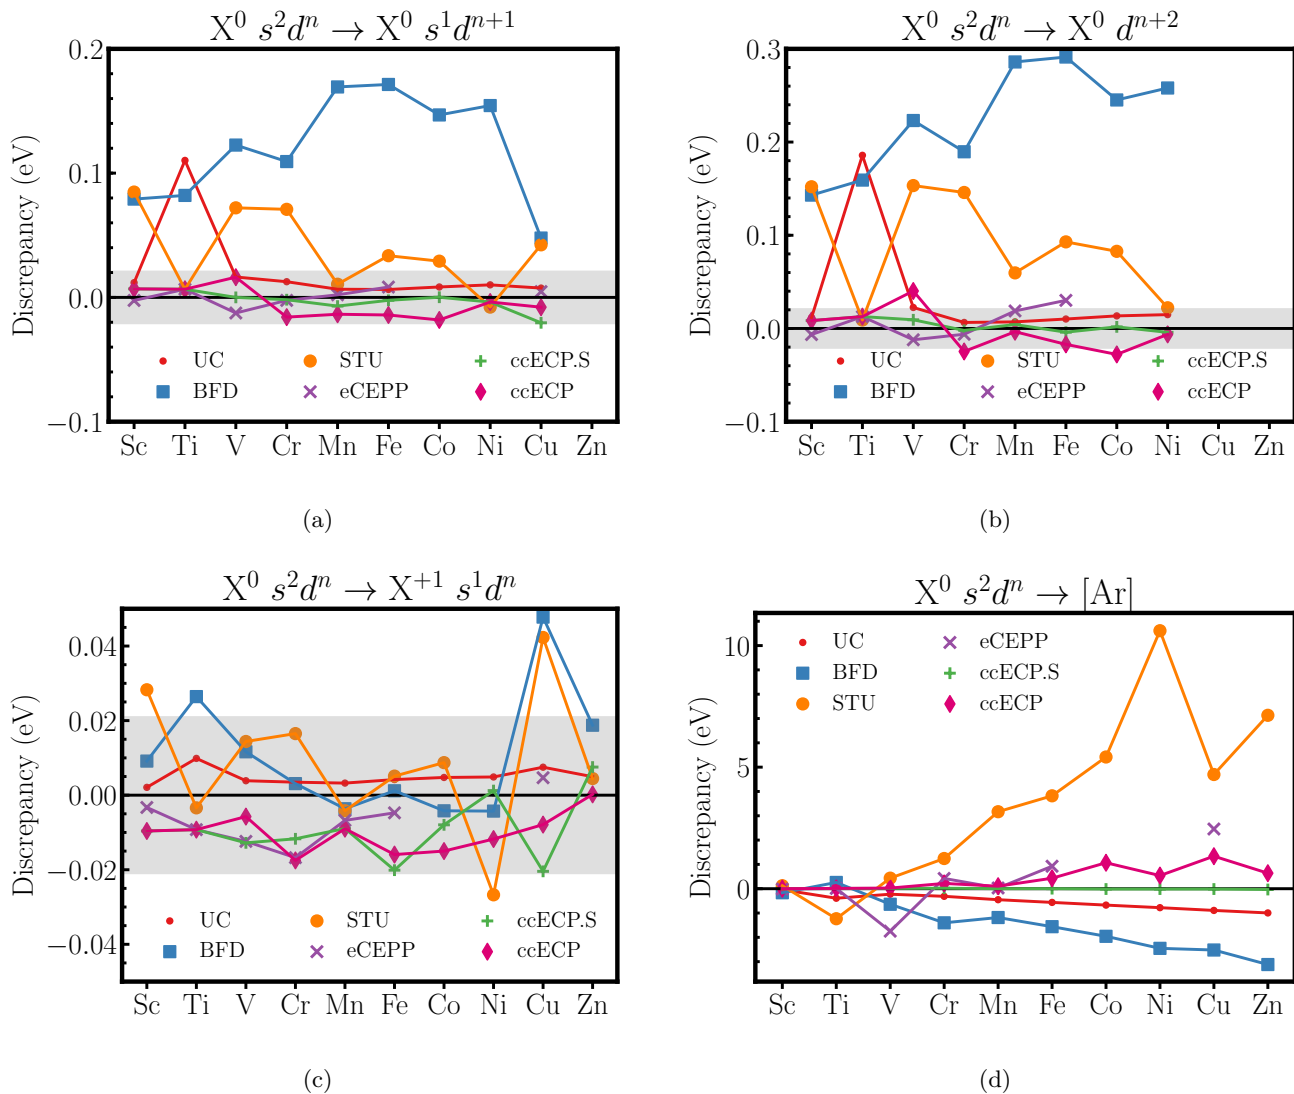 X⁰ s²dⁿ → X⁰ s¹dⁿ⁺¹
Discrepancy (eV)
0.2
0.1
0.0
−0.1
UC
BFD
STU
eCEPP
ccECP.S
ccECP
Sc Ti V Cr Mn Fe Co Ni Cu Zn
(a)
X⁰ s²dⁿ → X⁰ dⁿ⁺²
Discrepancy (eV)
0.3
0.2
0.1
0.0
−0.1
UC
BFD
STU
eCEPP
ccECP.S
ccECP
Sc Ti V Cr Mn Fe Co Ni Cu Zn
(b)
X⁰ s²dⁿ → X⁺¹ s¹dⁿ
Discrepancy (eV)
0.04
0.02
0.00
−0.02
−0.04
UC
BFD
STU
eCEPP
ccECP.S
ccECP
Sc Ti V Cr Mn Fe Co Ni Cu Zn
(c)
X⁰ s²dⁿ → [Ar]
Discrepancy (eV)
10
5
0
UC
BFD
STU
eCEPP
ccECP.S
ccECP
Sc Ti V Cr Mn Fe Co Ni Cu Zn
(d)